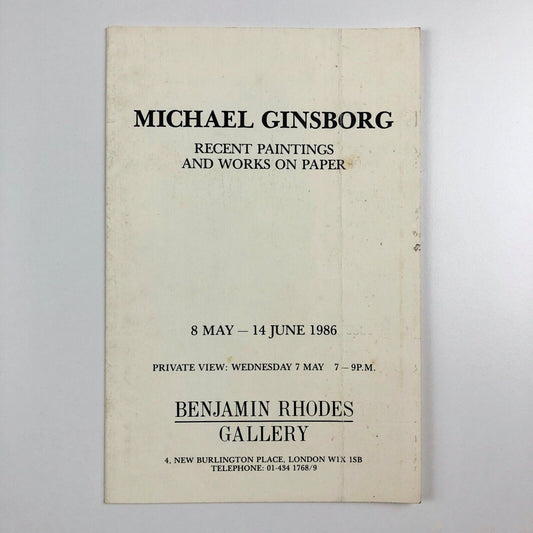 MICHAEL GINSBORG
RECENT PAINTINGS
AND WORKS ON PAPER
8 MAY — 14 JUNE 1986
PRIVATE VIEW: WEDNESDAY 7 MAY 7 — 9P.M.
BENJAMIN RHODES
GALLERY
4, NEW BURLINGTON PLACE, LONDON W1X 1SB
TELEPHONE: 01-434 1768/9